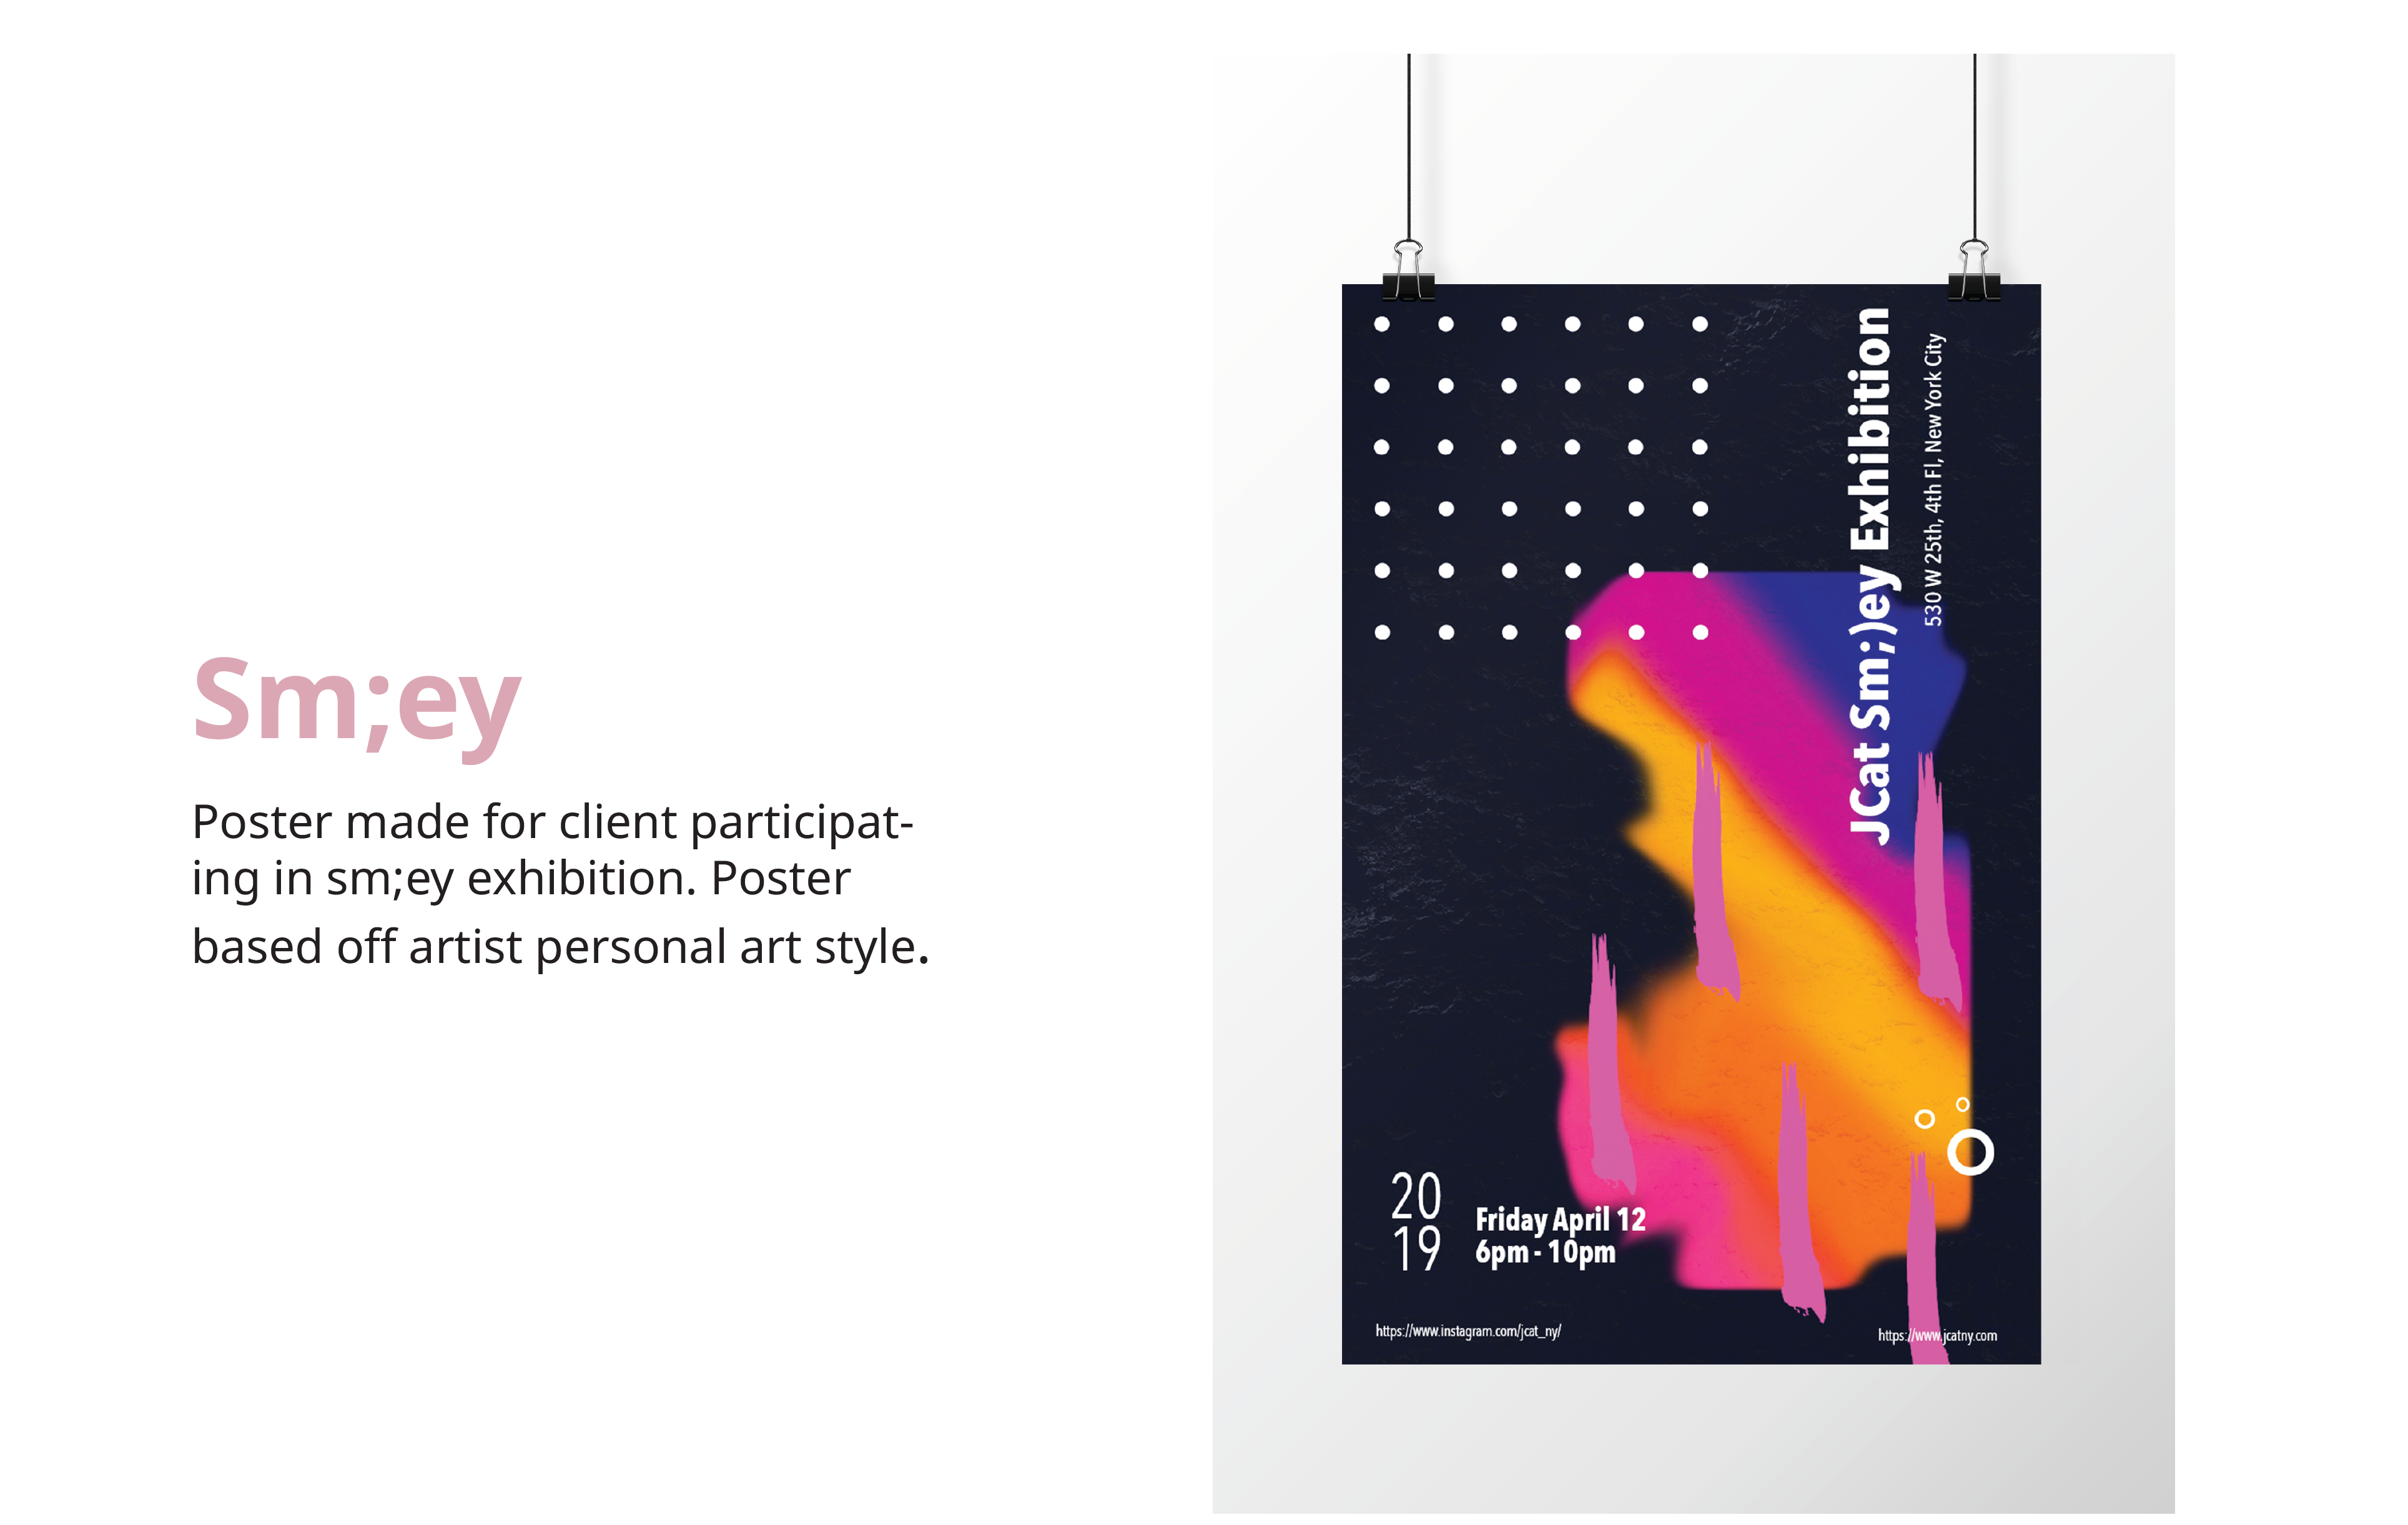 Sm;ey
Poster made for client participat-
ing in sm;ey exhibition. Poster
based off artist personal art style.
JCat Sm;)ey Exhibition
530 W 25th, 4th Fl, New York City
20
19
Friday April 12
6pm - 10pm
https://www.instagram.com/jcat_ny/
https://www.jcatny.com